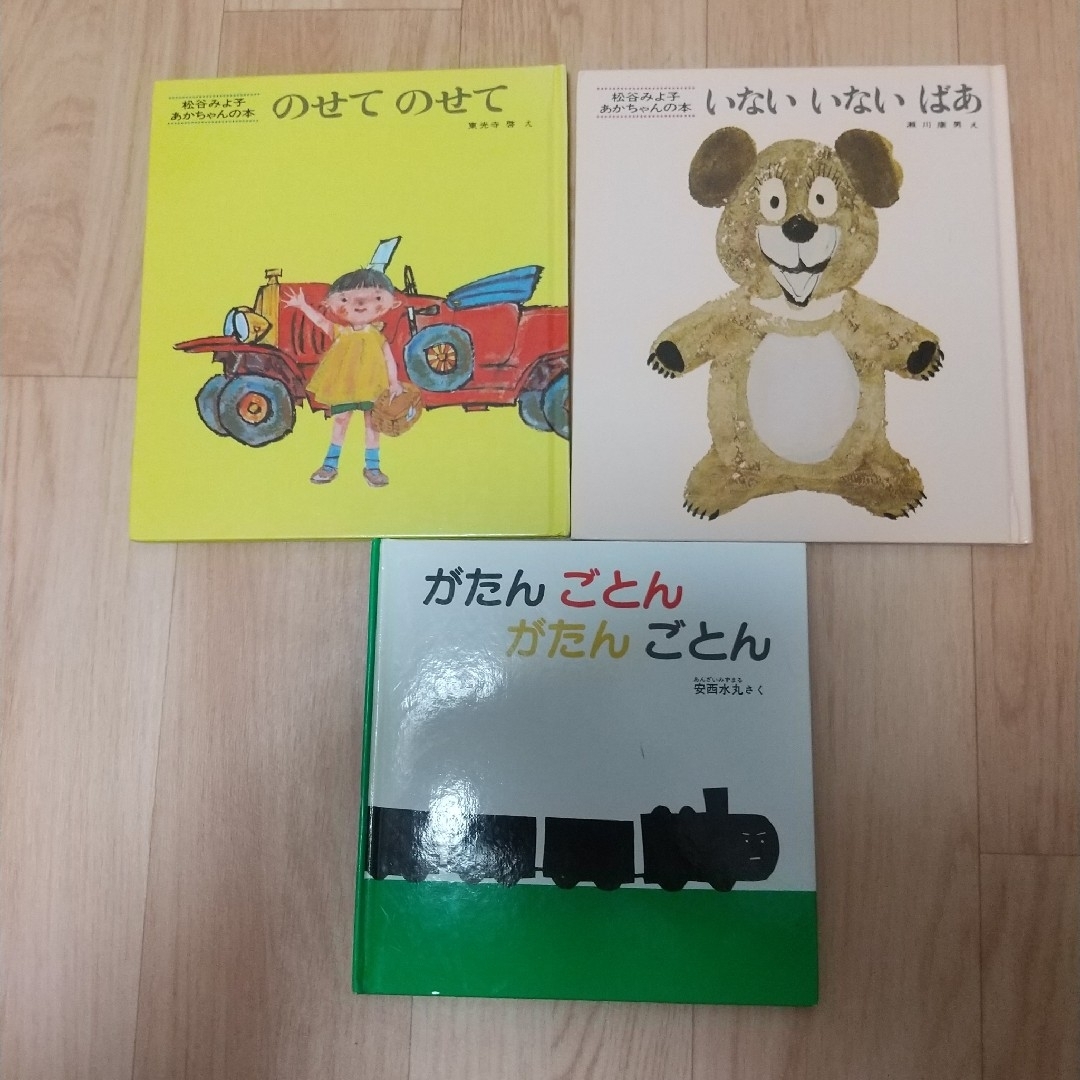 松谷みよ子
あかちゃんの本
のせて のせて
東光寺 啓 え
松谷みよ子
あかちゃんの本
いない いない ばあ
瀬川康男え
がたん ごとん
がたん ごとん
あんざいみずまる
安西水丸さく